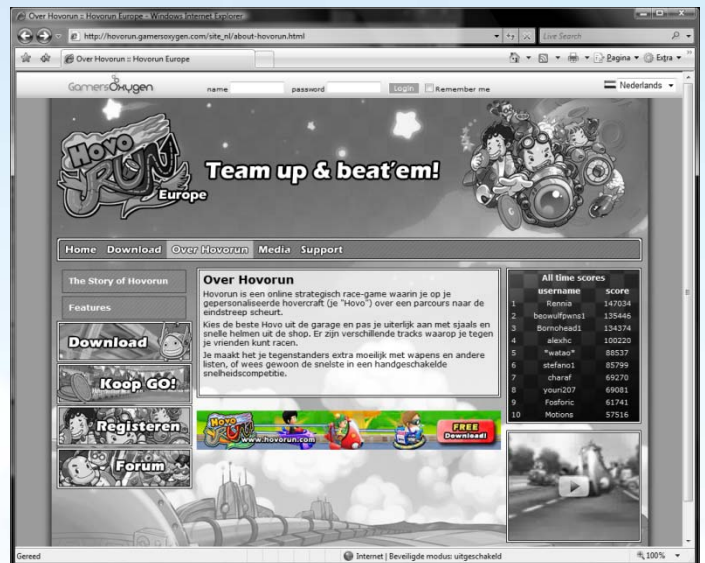 Over Hovorun :: Hovorun Europe - Windows Internet Explorer
http://hovorun.gamersoxygen.com/site_nl/about-hovorun.html
Live Search
Over Hovorun :: Hovorun Europe
Pagina
Extra
GamersOxygen
name
password
Login
Remember me
Nederlands
HOVO
RUN
Europe
Team up & beat'em!
Home Download Over Hovorun Media Support
The Story of Hovorun
Features
Download
Koop GO!
Registeren
Forum
Over Hovorun
Hovorun is een online strategisch race-game waarin je op je
gepersonaliseerde hovercraft (je "Hovo") over een parcours naar de
eindstreep scheurt.
Kies de beste Hovo uit de garage en pas je uiterlijk aan met sjaals en
snelle helmen uit de shop. Er zijn verschillende tracks waarop je tegen
je vrienden kunt racen.
Je maakt het je tegenstanders extra moeilijk met wapens en andere
listen, of wees gewoon de snelste in een handgeschakelde
snelheidscompetitie.
HOVO
RUN
www.hovorun.com
FREE
Download!
All time scores
username score
1 Rennia 147034
2 beowulfpwns1 135446
3 Bornohead1 134374
4 alexhc 100220
5 *watao* 88537
6 stefano1 85799
7 charaf 69270
8 youn207 69081
9 Fosforic 61741
10 Motions 57516
Gereed
Internet | Beveiligde modus: uitgeschakeld
100%